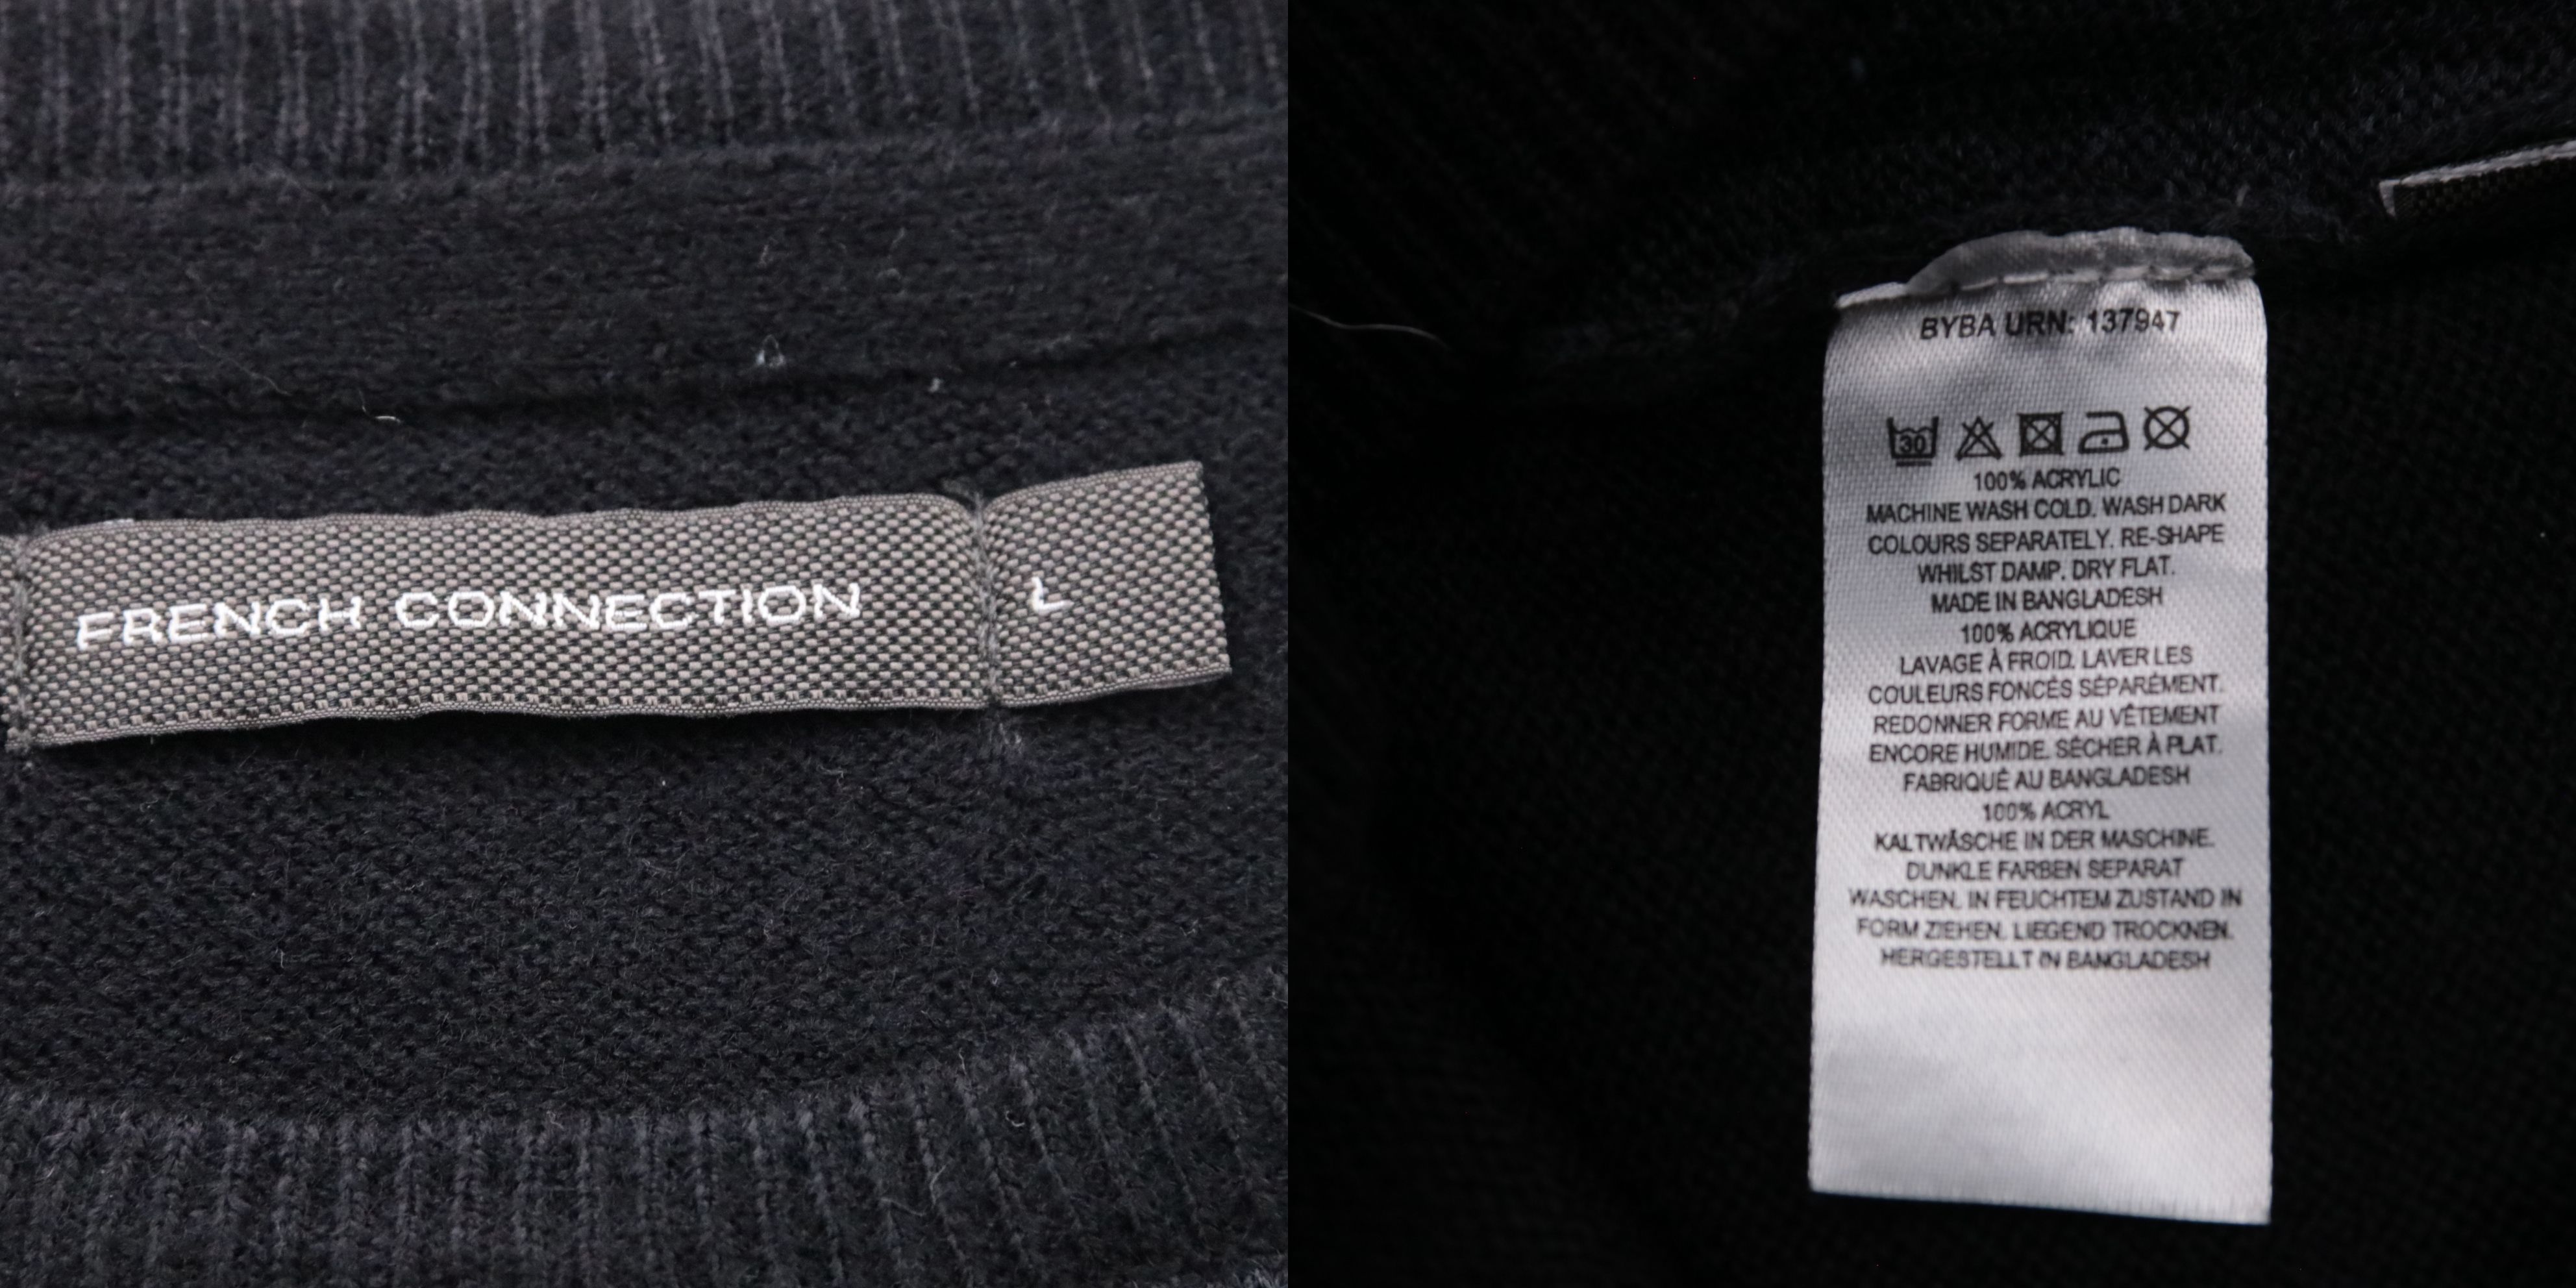 FRENCH CONNECTION L
BYBA URN: 137947
30
100% ACRYLIC
MACHINE WASH COLD. WASH DARK
COLOURS SEPARATELY. RE-SHAPE
WHILST DAMP. DRY FLAT.
MADE IN BANGLADESH
100% ACRYLIQUE
LAVAGE À FROID. LAVER LES
COULEURS FONCÉS SÉPARÉMENT.
REDONNER FORME AU VÊTEMENT
ENCORE HUMIDE. SÉCHER À PLAT.
FABRIQUÉ AU BANGLADESH
100% ACRYL
KALTWÄSCHE IN DER MASCHINE.
DUNKLE FARBEN SEPARAT
WASCHEN. IN FEUCHTEM ZUSTAND IN
FORM ZIEHEN. LIEGEND TROCKNEN.
HERGESTELLT IN BANGLADESH